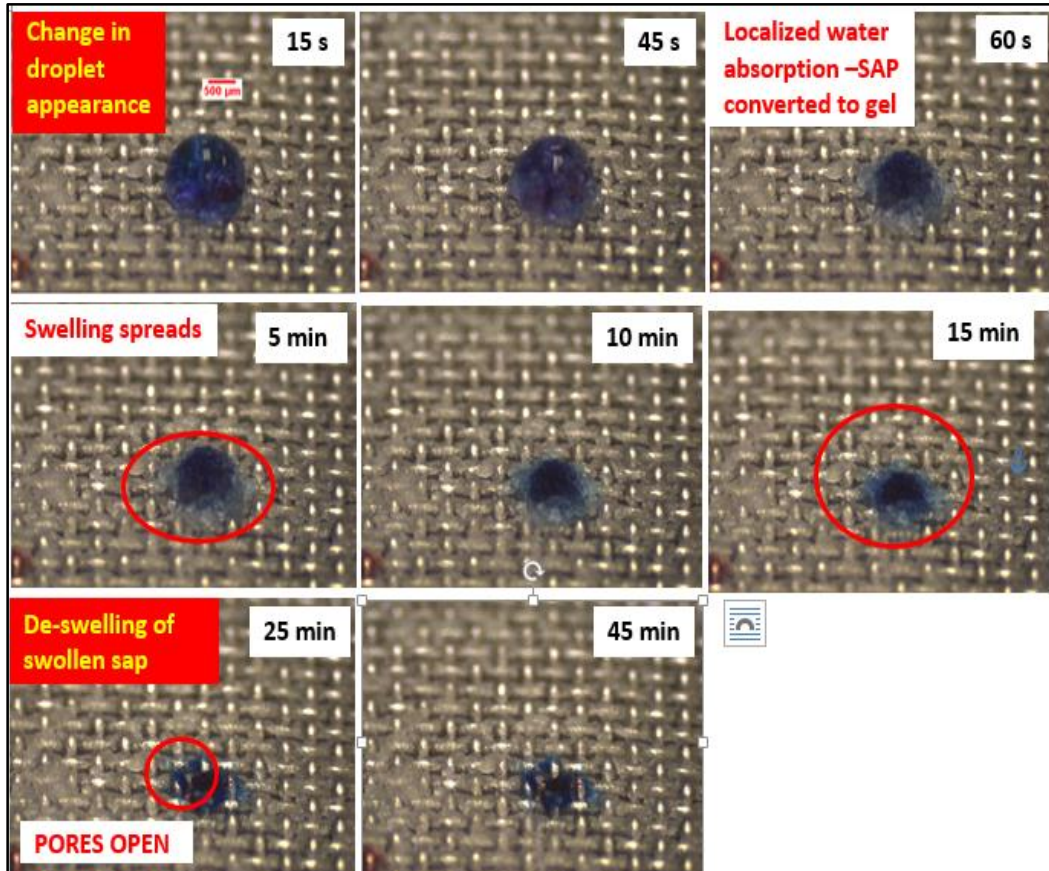 Change in
droplet
appearance
15 s
500 μm
45 s
Localized water
absorption –SAP
converted to gel
60 s
Swelling spreads
5 min
10 min
15 min
De-swelling of
swollen sap
25 min
PORES OPEN
45 min